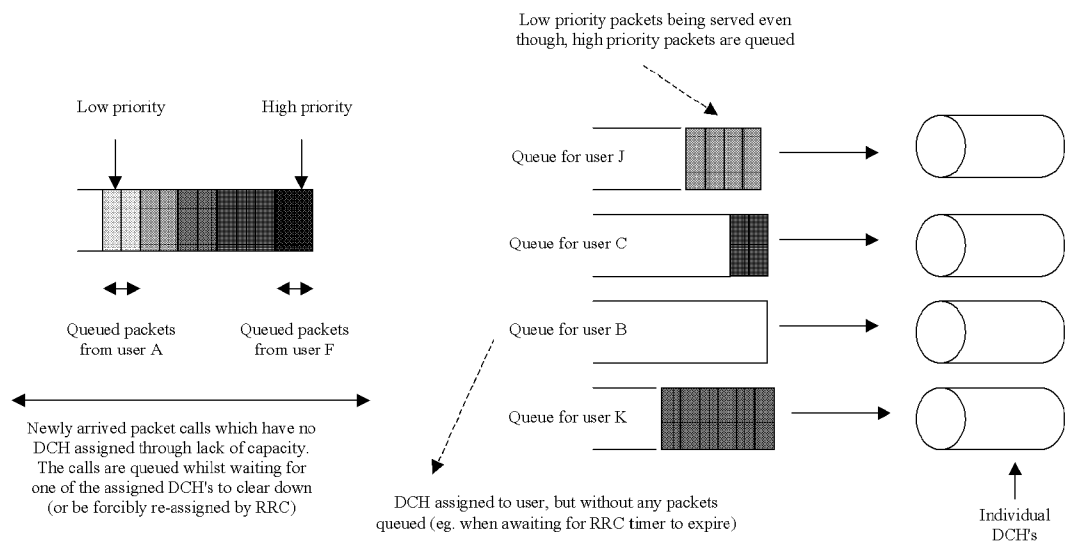 Low priority packets being served even
though, high priority packets are queued
Low priority
High priority
Queue for user J
Queue for user C
Queued packets
from user A
Queued packets
from user F
Queue for user B
Queue for user K
Newly arrived packet calls which have no
DCH assigned through lack of capacity.
The calls are queued whilst waiting for
one of the assigned DCH's to clear down
(or be forcibly re-assigned by RRC)
DCH assigned to user, but without any packets
queued (eg. when awaiting for RRC timer to expire)
Individual
DCH's